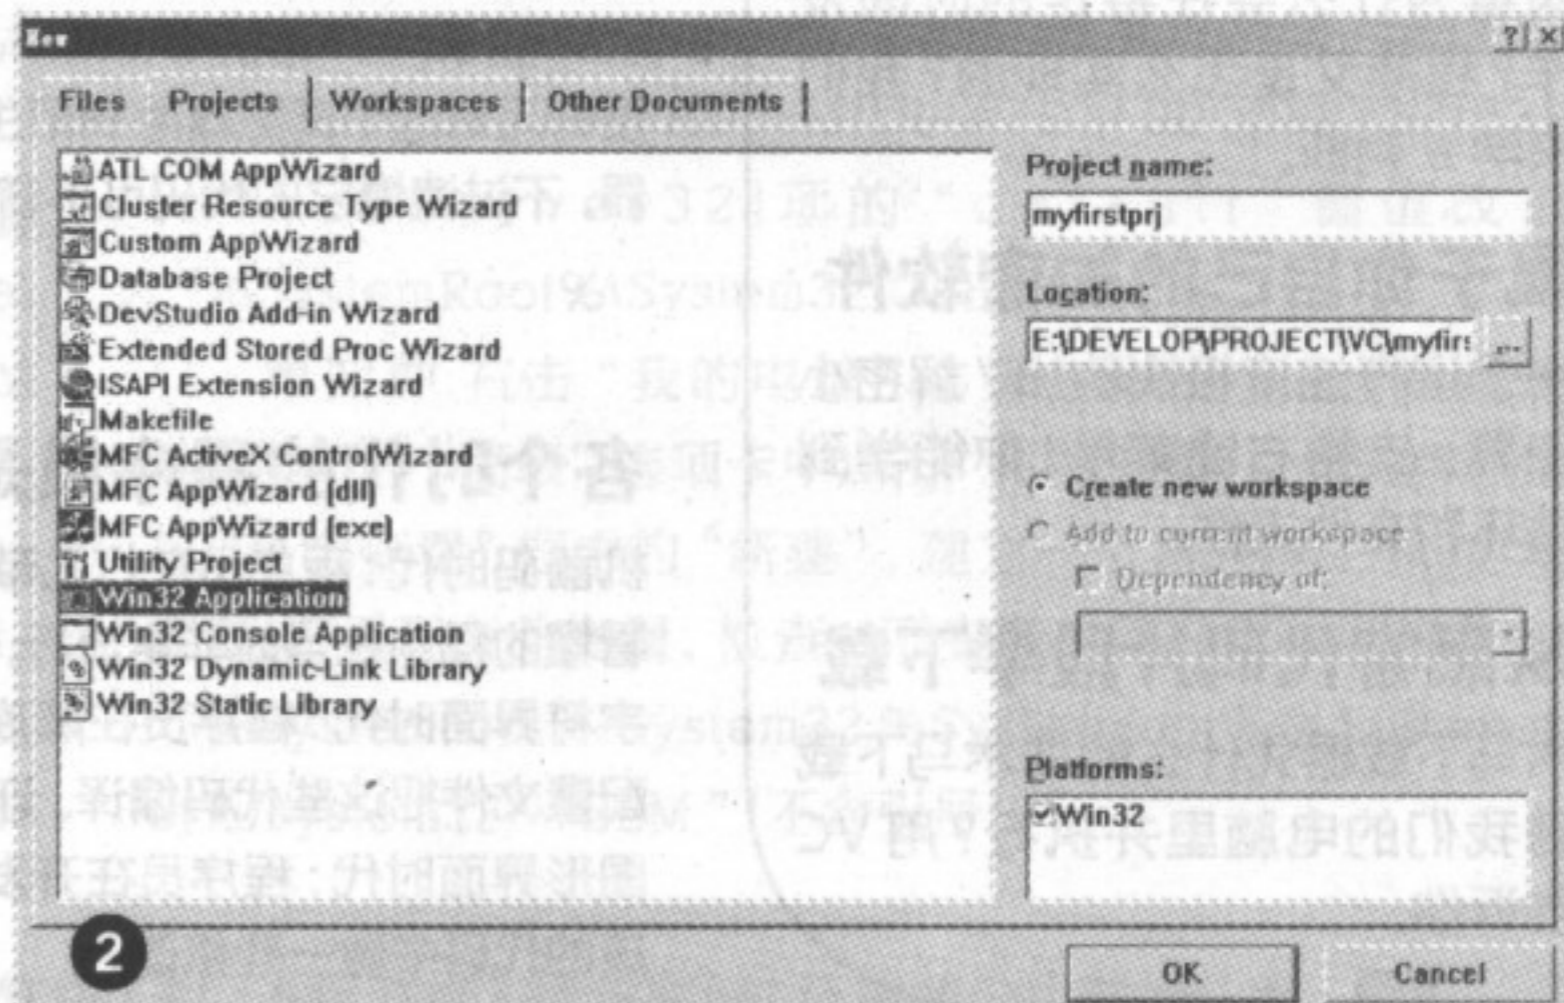 New
Files Projects Workspaces Other Documents
ATL COM AppWizard
Cluster Resource Type Wizard
Custom AppWizard
Database Project
DevStudio Add-in Wizard
Extended Stored Proc Wizard
ISAPI Extension Wizard
Makefile
MFC ActiveX ControlWizard
MFC AppWizard (dll)
MFC AppWizard (exe)
Utility Project
Win32 Application
Win32 Console Application
Win32 Dynamic-Link Library
Win32 Static Library
Project name:
myfirstprj
Location:
E:\DEVELOP\PROJECT\VC\myfirs
...
Create new workspace
Add to current workspace
Dependency of:
Platforms:
Win32
2
OK Cancel